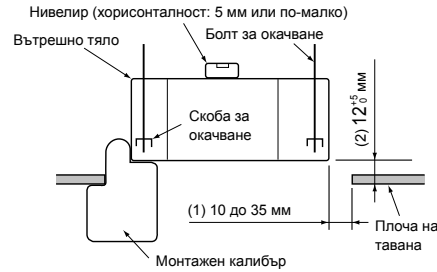 Нивелир (хорисонталност: 5 мм или по-малко)
Вътрешно тяло
Болт за окачване
Скоба за
окачване
(2) 12 +5 0 мм
(1) 10 до 35 мм
Плоча на
тавана
Монтажен калибър